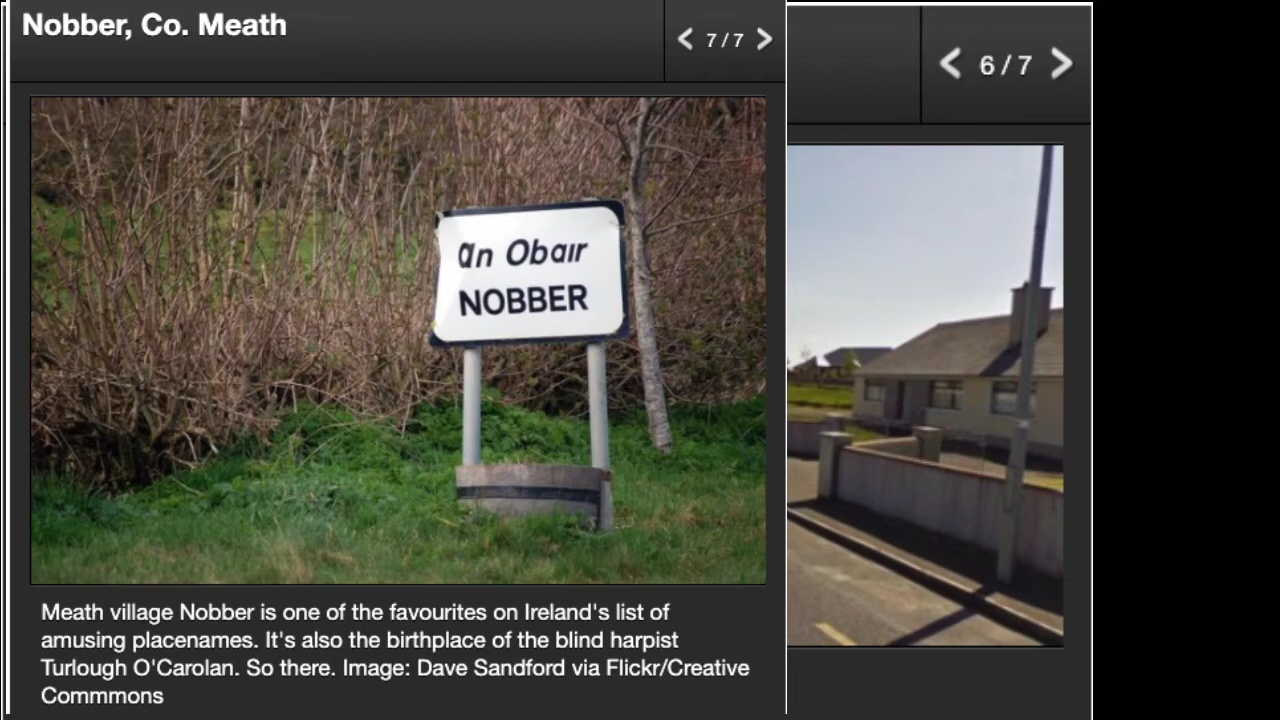 Nobber, Co. Meath
7 / 7
6 / 7
an Obair
NOBBER
Meath village Nobber is one of the favourites on Ireland's list of
amusing placenames. It's also the birthplace of the blind harpist
Turlough O'Carolan. So there. Image: Dave Sandford via Flickr/Creative
Commmons